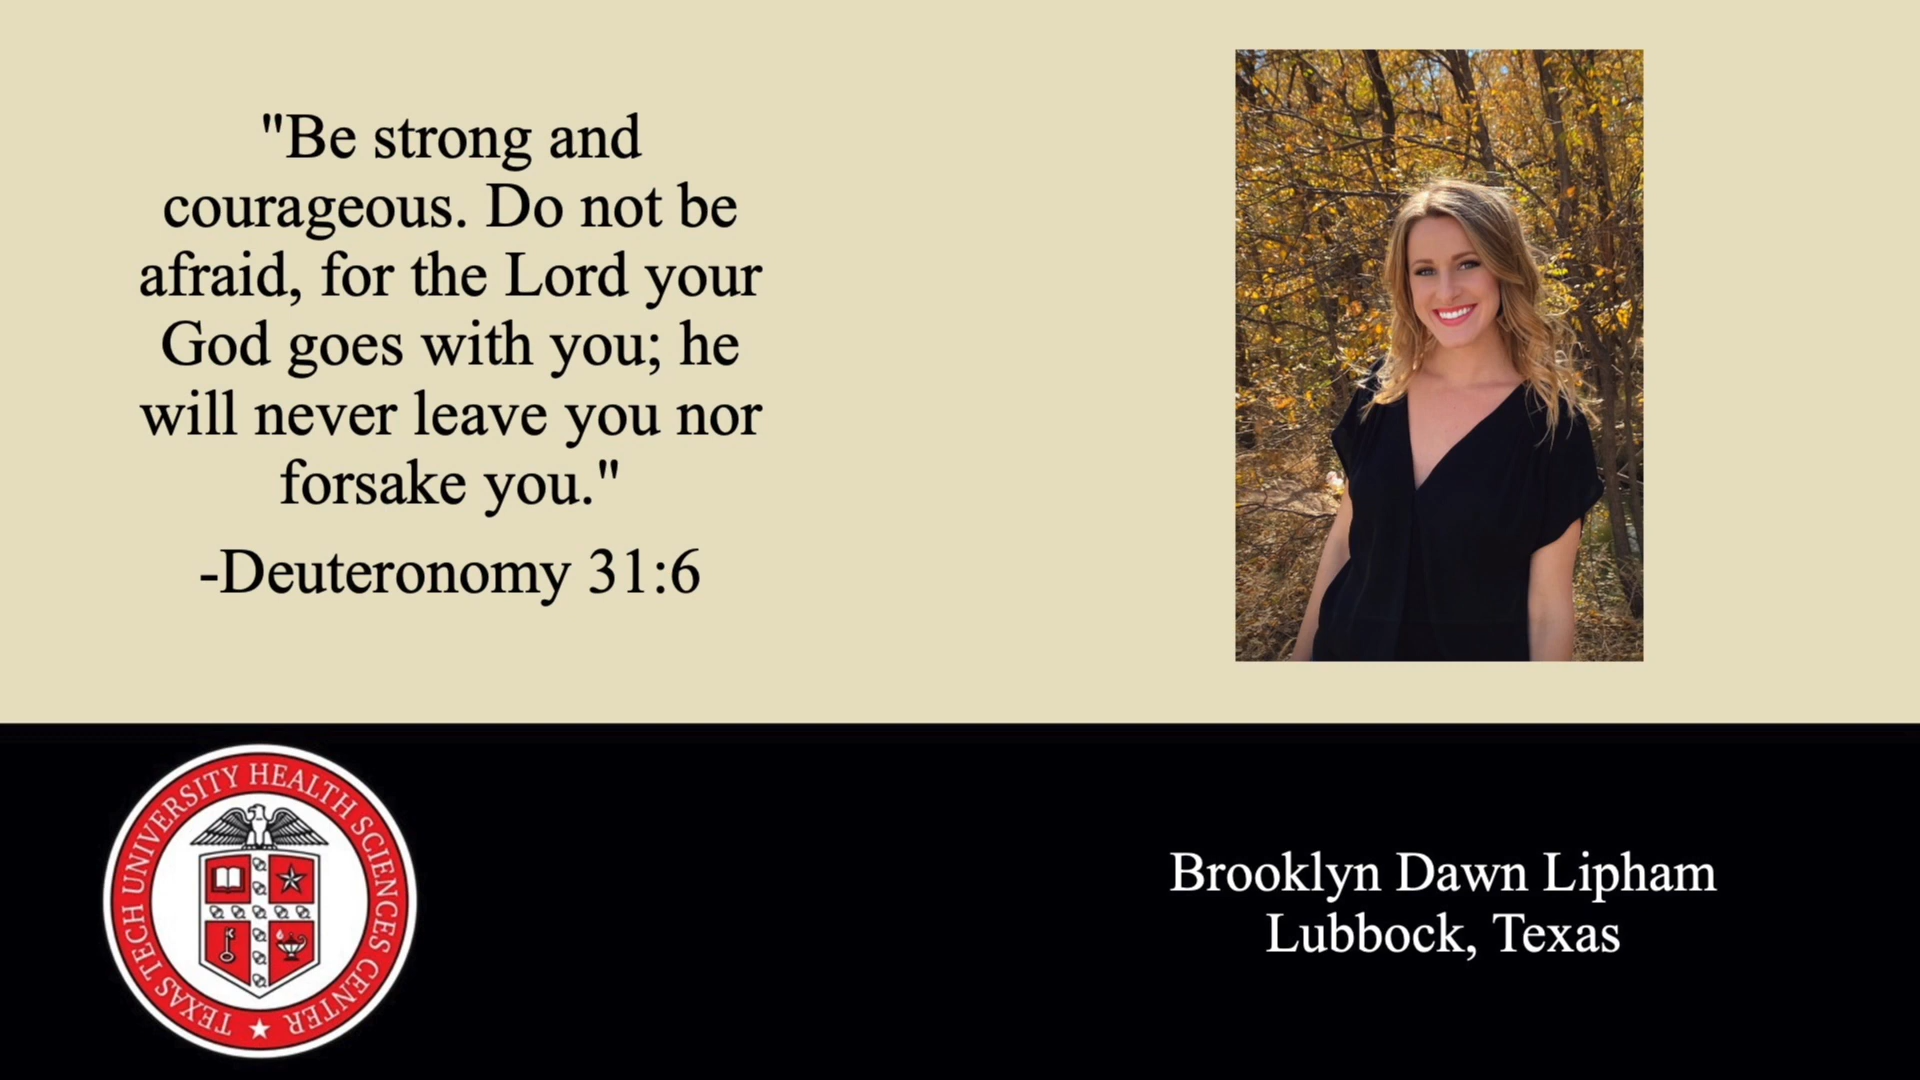 "Be strong and
courageous. Do not be
afraid, for the Lord your
God goes with you; he
will never leave you nor
forsake you."
-Deuteronomy 31:6
TEXAS TECH UNIVERSITY HEALTH SCIENCES CENTER
Brooklyn Dawn Lipham
Lubbock, Texas